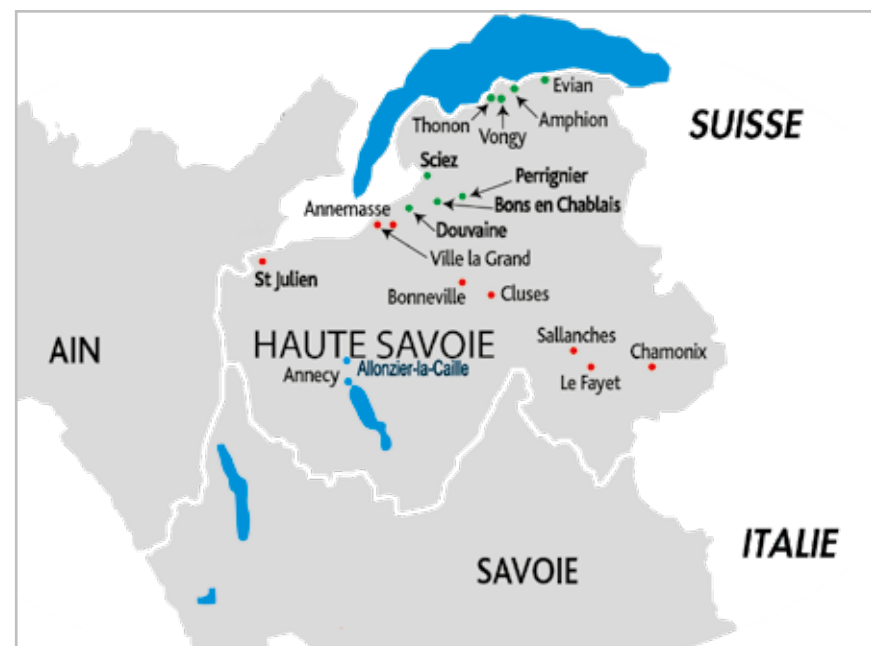 Evian
Thonon
Amphion
Vongy
SUISSE
Sciez
Perrignier
Annemasse
Bons en Chablais
Douvaine
Ville la Grand
St Julien
Bonneville
Cluses
HAUTE SAVOIE
AIN
Sallanches
Chamonix
Allonzier-la-Caille
Annecy
Le Fayet
ITALIE
SAVOIE